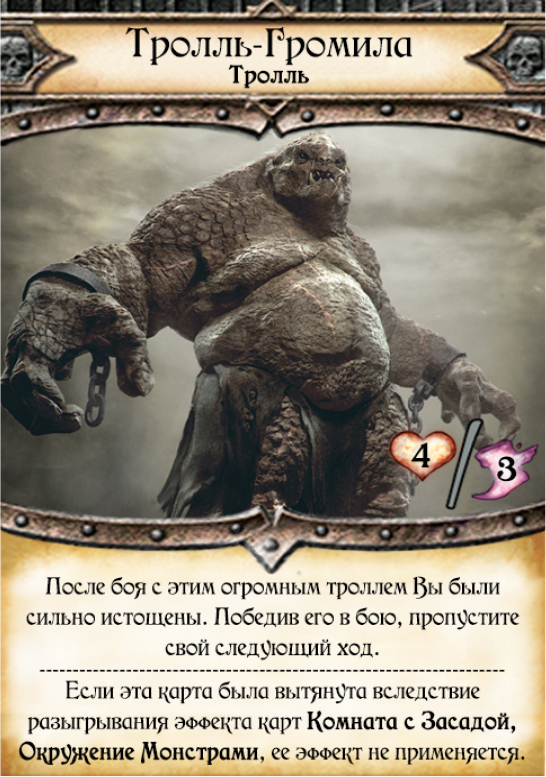 Тролль-Громила
Тролль
4
3
После боя с этим огромным троллем Вы были
сильно истощены. Победив его в бою, пропустите
свой следующий ход.
Если эта карта была вытянута вследствие
разыгрывания эффекта карт Комната с Засадой,
Окружение Монстрами, ее эффект не применяется.